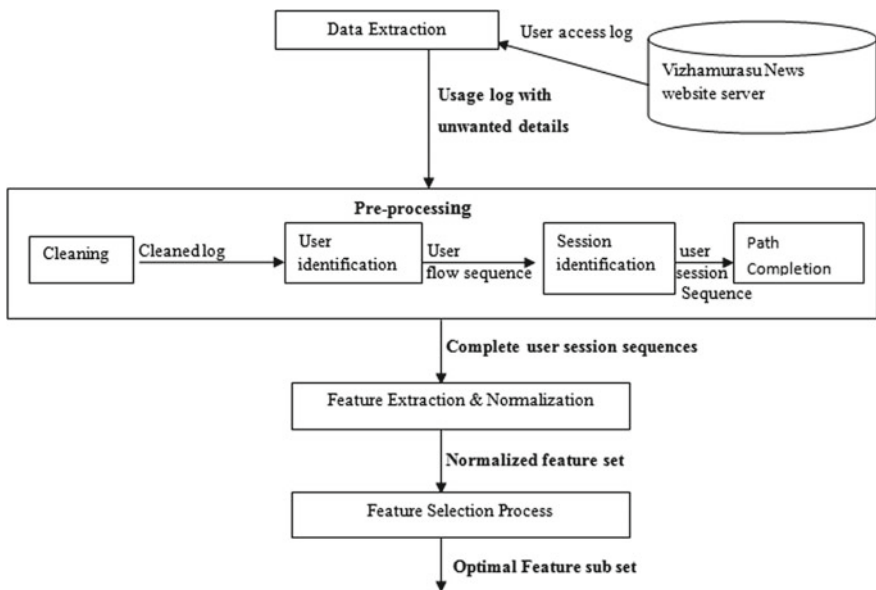 Data Extraction
User access log
Vizhamurasu News
website server
Usage log with
unwanted details
Pre-processing
Cleaning
Cleaned log
User
identification
User
flow sequence
Session
identification
user
session
Sequence
Path
Completion
Complete user session sequences
Feature Extraction & Normalization
Normalized feature set
Feature Selection Process
Optimal Feature sub set